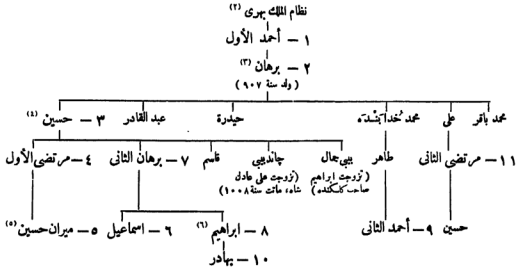 نظام الملك بهرى (٢)
١ - أحمد الأول
٢ - برهان (٣)
(ولد سنة ٩٠٧)
محمد باقر على محمد خدابنده حيدرة عبد القادر ٣ - حسين (٤)
١١ - مرتضى الثانى طاهر بيبى جمال چاندبيبى قاسم ٧ - برهان الثانى ٤ - مرتضى الأول
(تزوجت ابراهيم (تزوجت على عادل
صاحب كلكنده) شاه، ماتت سنة ١٠٠٨)
حسين ٩ - أحمد الثانى ٨ - ابراهيم (٦) ٦ - اسماعيل ٥ - ميران حسين (٥)
١٠ - بهادر